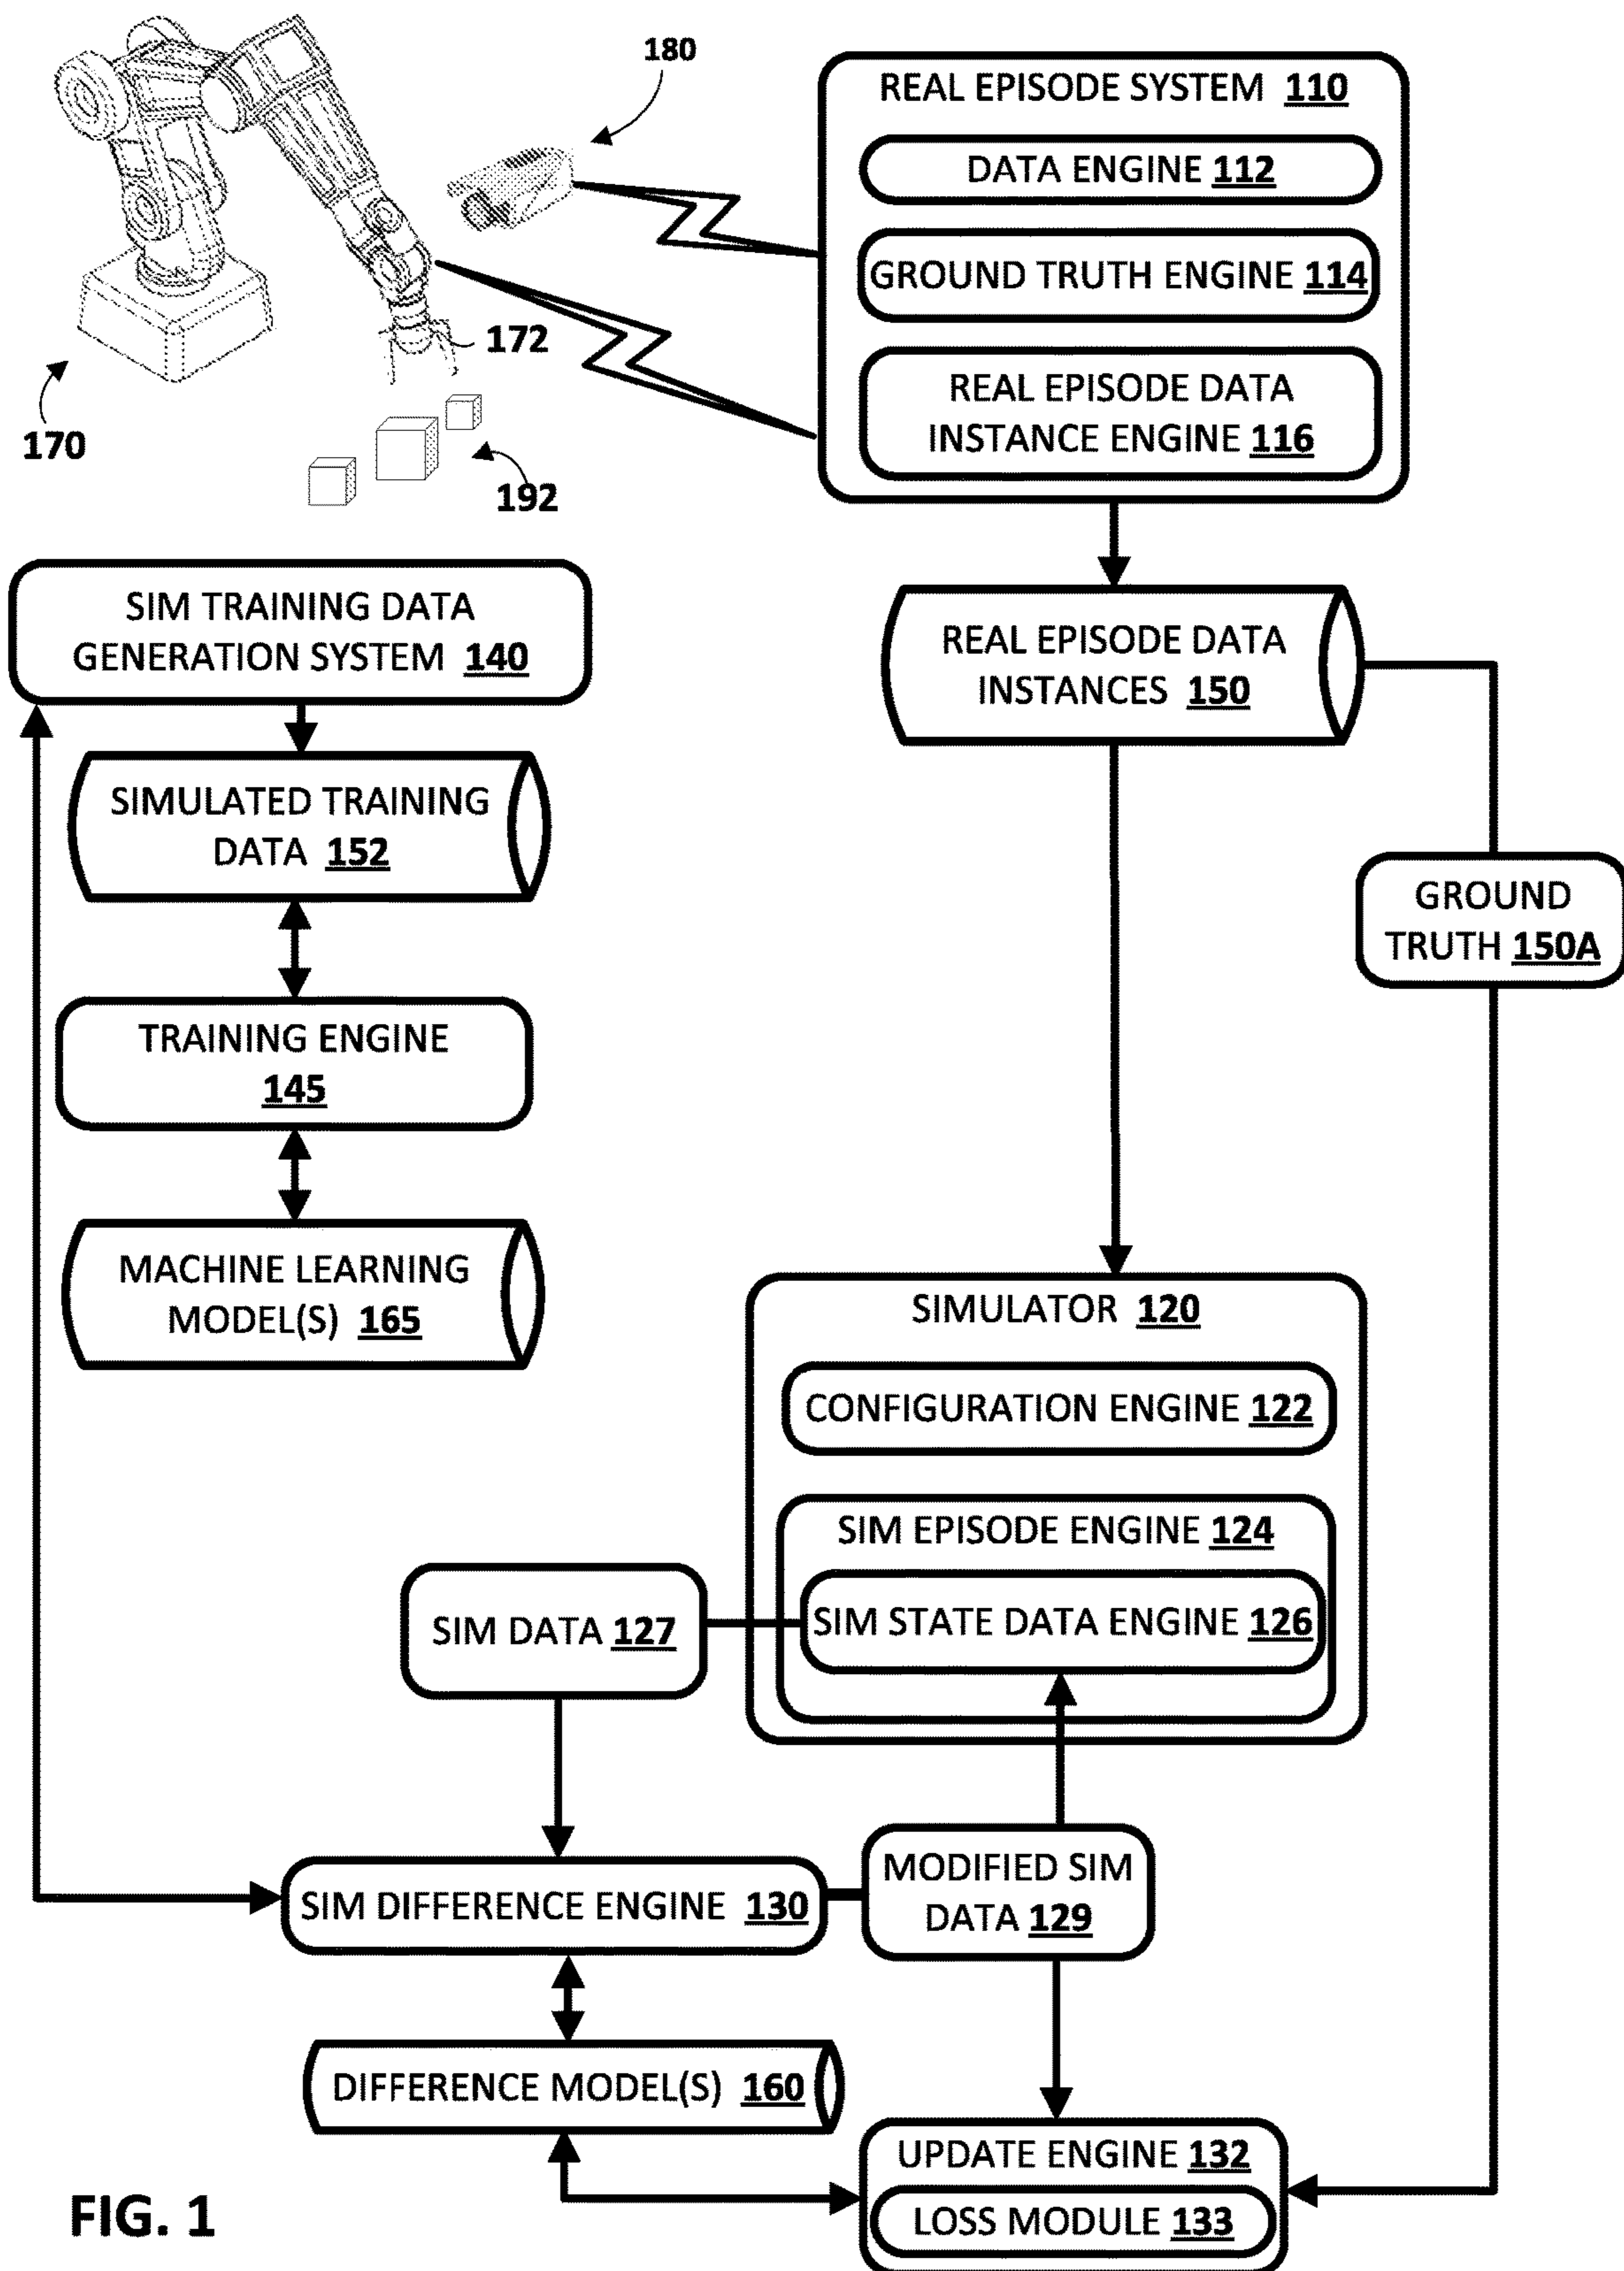 180
REAL EPISODE SYSTEM 110
DATA ENGINE 112
GROUND TRUTH ENGINE 114
172
REAL EPISODE DATA
INSTANCE ENGINE 116
170
192
SIM TRAINING DATA
GENERATION SYSTEM 140
REAL EPISODE DATA
INSTANCES 150
SIMULATED TRAINING
DATA 152
GROUND
TRUTH 150A
TRAINING ENGINE
145
MACHINE LEARNING
MODEL(S) 165
SIMULATOR 120
CONFIGURATION ENGINE 122
SIM EPISODE ENGINE 124
SIM DATA 127
SIM STATE DATA ENGINE 126
SIM DIFFERENCE ENGINE 130
MODIFIED SIM
DATA 129
DIFFERENCE MODEL(S) 160
UPDATE ENGINE 132
LOSS MODULE 133
FIG. 1